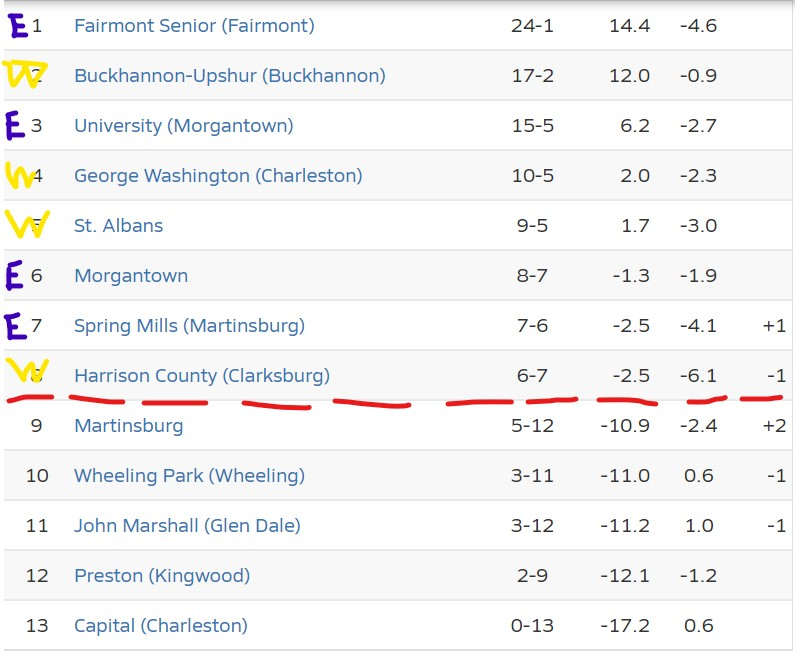 E 1 Fairmont Senior (Fairmont) 24-1 14.4 -4.6
W 2 Buckhannon-Upshur (Buckhannon) 17-2 12.0 -0.9
E 3 University (Morgantown) 15-5 6.2 -2.7
W 4 George Washington (Charleston) 10-5 2.0 -2.3
W 5 St. Albans 9-5 1.7 -3.0
E 6 Morgantown 8-7 -1.3 -1.9
E 7 Spring Mills (Martinsburg) 7-6 -2.5 -4.1 +1
W 8 Harrison County (Clarksburg) 6-7 -2.5 -6.1 -1
9 Martinsburg 5-12 -10.9 -2.4 +2
10 Wheeling Park (Wheeling) 3-11 -11.0 0.6 -1
11 John Marshall (Glen Dale) 3-12 -11.2 1.0 -1
12 Preston (Kingwood) 2-9 -12.1 -1.2
13 Capital (Charleston) 0-13 -17.2 0.6